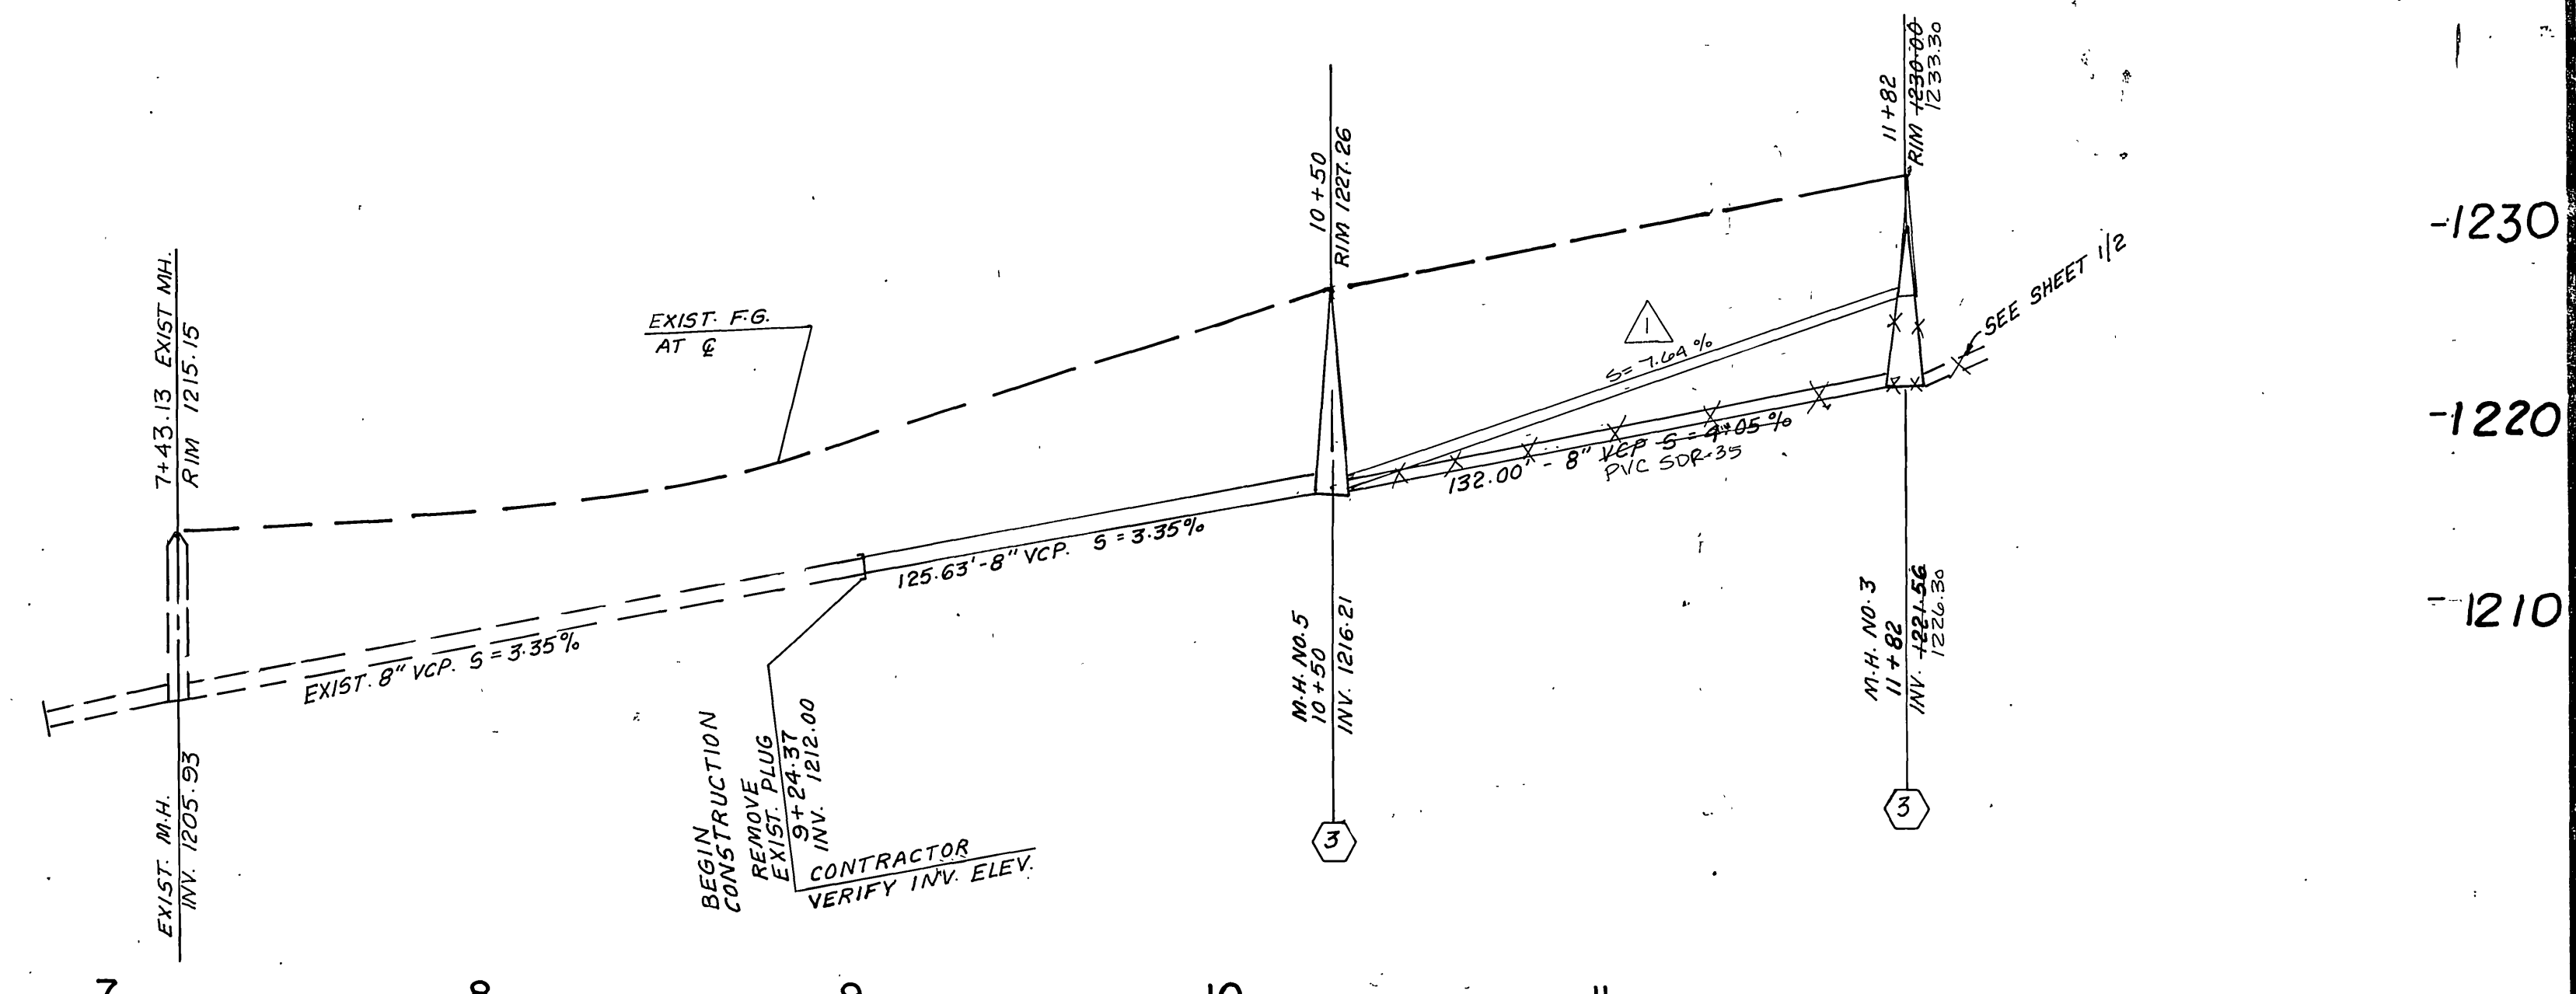 7+43.13 EXIST MH.
RIM 1215.15
EXIST. M.H.
INV. 1205.93
EXIST. 8" VCP. S = 3.35%
EXIST. F.G.
AT ℄
BEGIN
CONSTRUCTION
REMOVE
EXIST. PLUG
9+24.37
INV. 1212.00
CONTRACTOR
VERIFY INV. ELEV.
125.63'-8" VCP. S = 3.35%
10+50
RIM 1227.26
M.H. NO.5
10+50
INV. 1216.21
3
1
S= 7.64%
132.00' - 8" VCP S = 4.05%
PVC SDR-35
11+82
RIM 1230.00
1233.30
SEE SHEET 1/2
M.H. NO.3
11+82
INV. 1221.56
1226.30
3
-1230
-1220
-1210
7 8 9 10 11